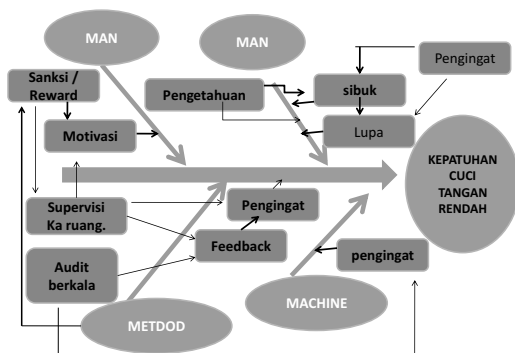 MAN
MAN
Sanksi /
Reward
Pengingat
Pengetahuan
sibuk
Motivasi
Lupa
KEPATUHAN
CUCI
TANGAN
RENDAH
Supervisi
Ka ruang.
Pengingat
Feedback
pengingat
Audit
berkala
MACHINE
METDOD